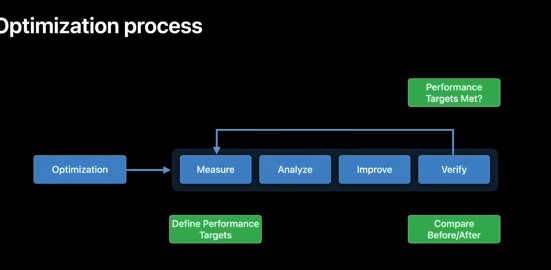 Optimization process
Performance
Targets Met?
Optimization
Measure
Analyze
Improve
Verify
Define Performance
Targets
Compare
Before/After